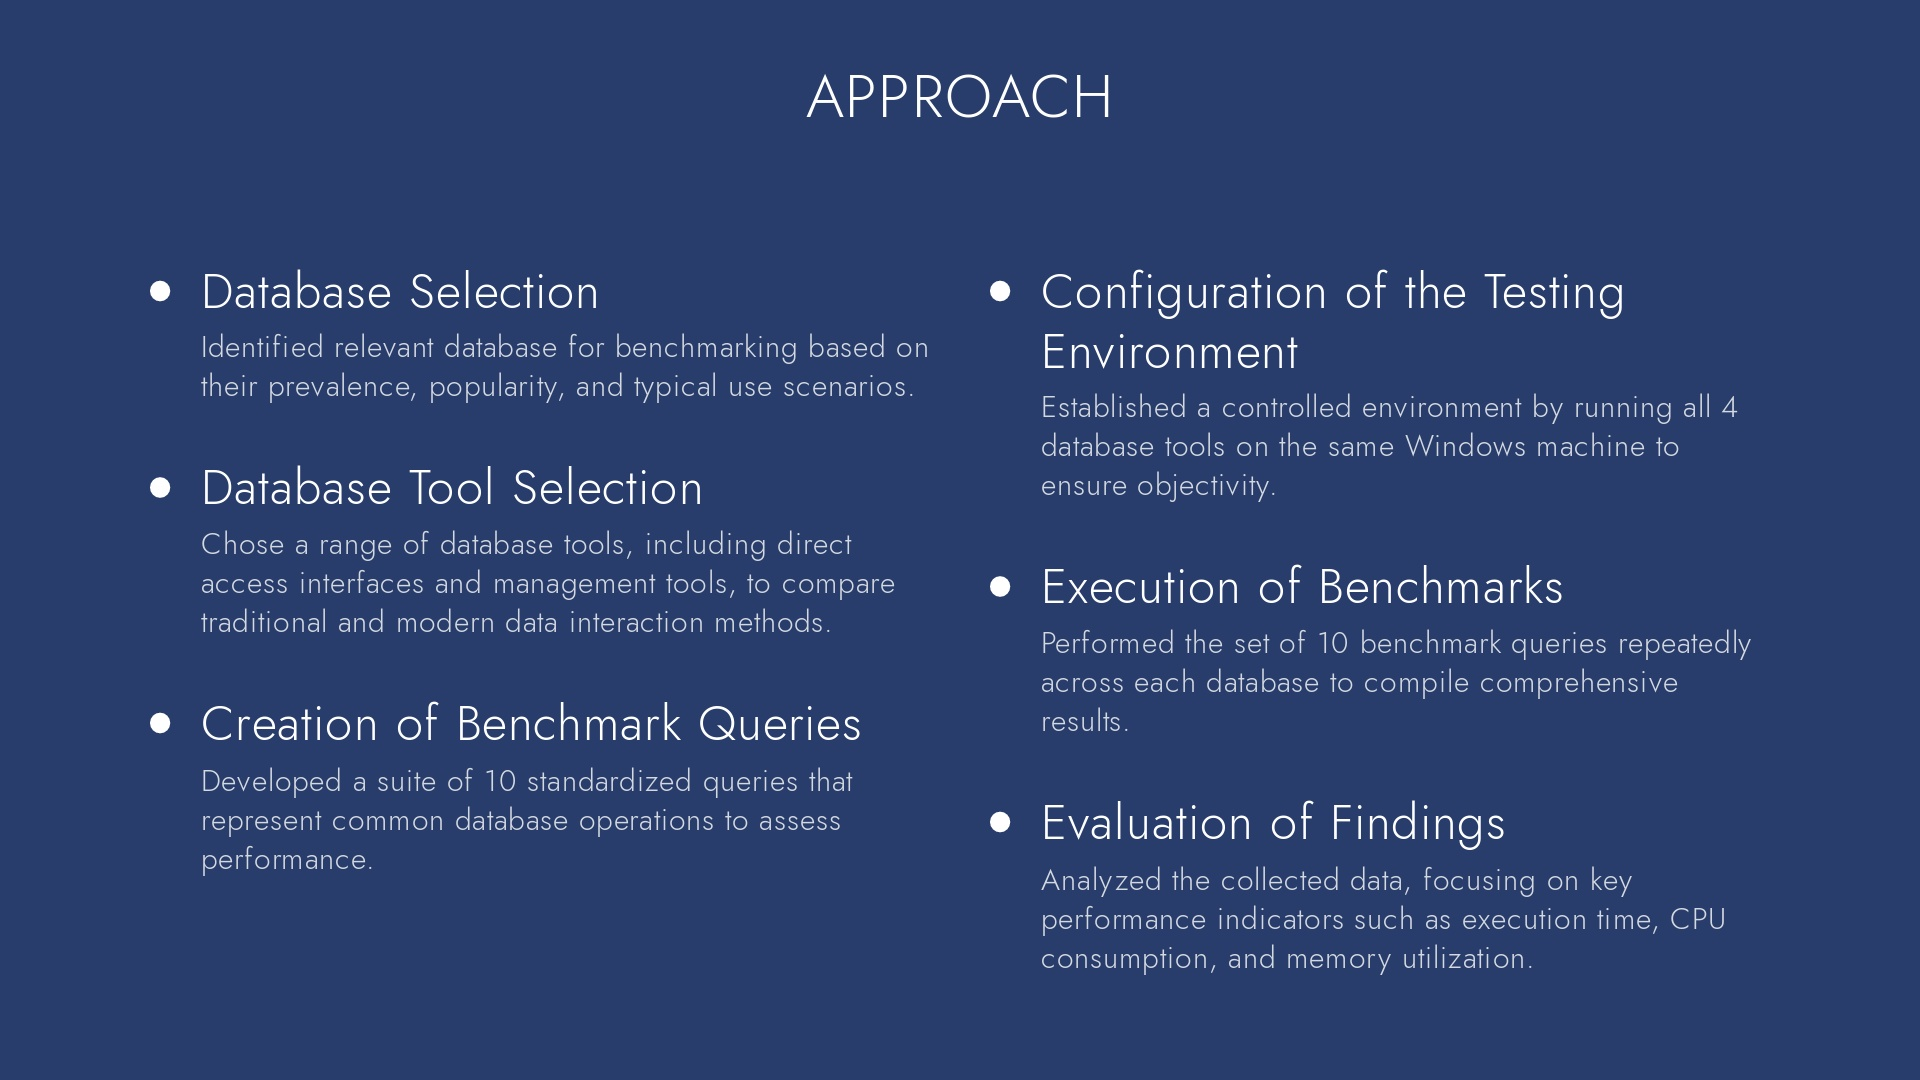 APPROACH
Database Selection
Identified relevant database for benchmarking based on
their prevalence, popularity, and typical use scenarios.
Database Tool Selection
Chose a range of database tools, including direct
access interfaces and management tools, to compare
traditional and modern data interaction methods.
Creation of Benchmark Queries
Developed a suite of 10 standardized queries that
represent common database operations to assess
performance.
Configuration of the Testing
Environment
Established a controlled environment by running all 4
database tools on the same Windows machine to
ensure objectivity.
Execution of Benchmarks
Performed the set of 10 benchmark queries repeatedly
across each database to compile comprehensive
results.
Evaluation of Findings
Analyzed the collected data, focusing on key
performance indicators such as execution time, CPU
consumption, and memory utilization.